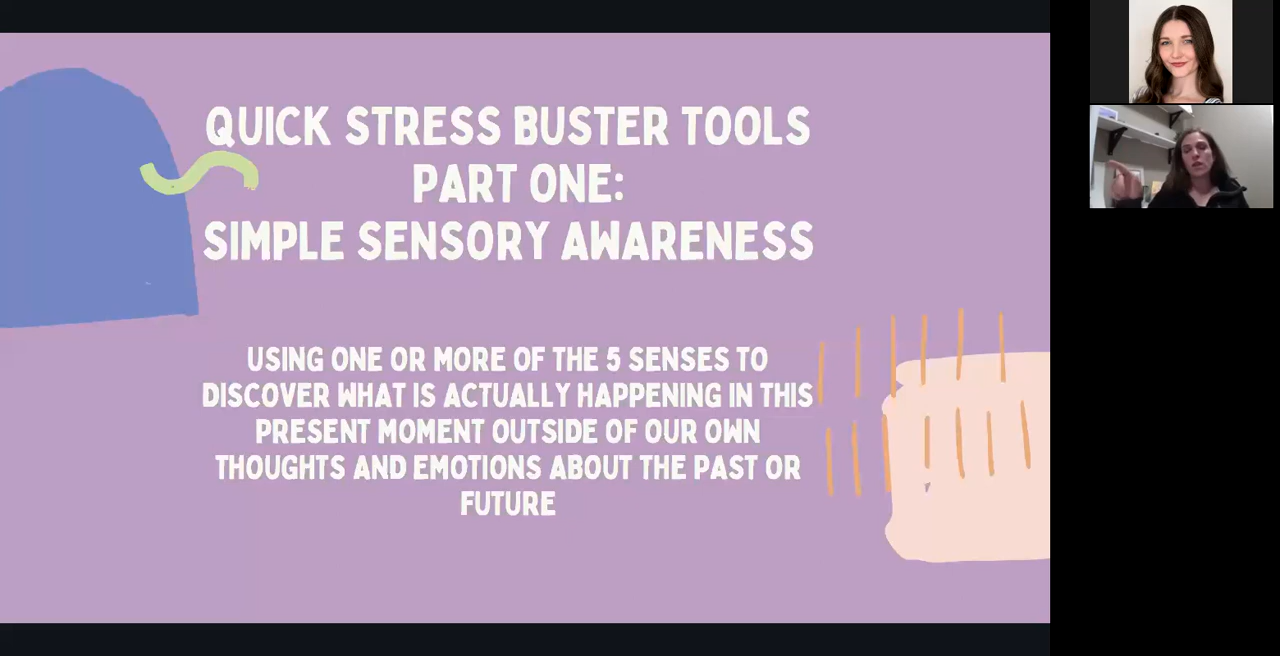 QUICK STRESS BUSTER TOOLS
PART ONE:
SIMPLE SENSORY AWARENESS
USING ONE OR MORE OF THE 5 SENSES TO
DISCOVER WHAT IS ACTUALLY HAPPENING IN THIS
PRESENT MOMENT OUTSIDE OF OUR OWN
THOUGHTS AND EMOTIONS ABOUT THE PAST OR
FUTURE